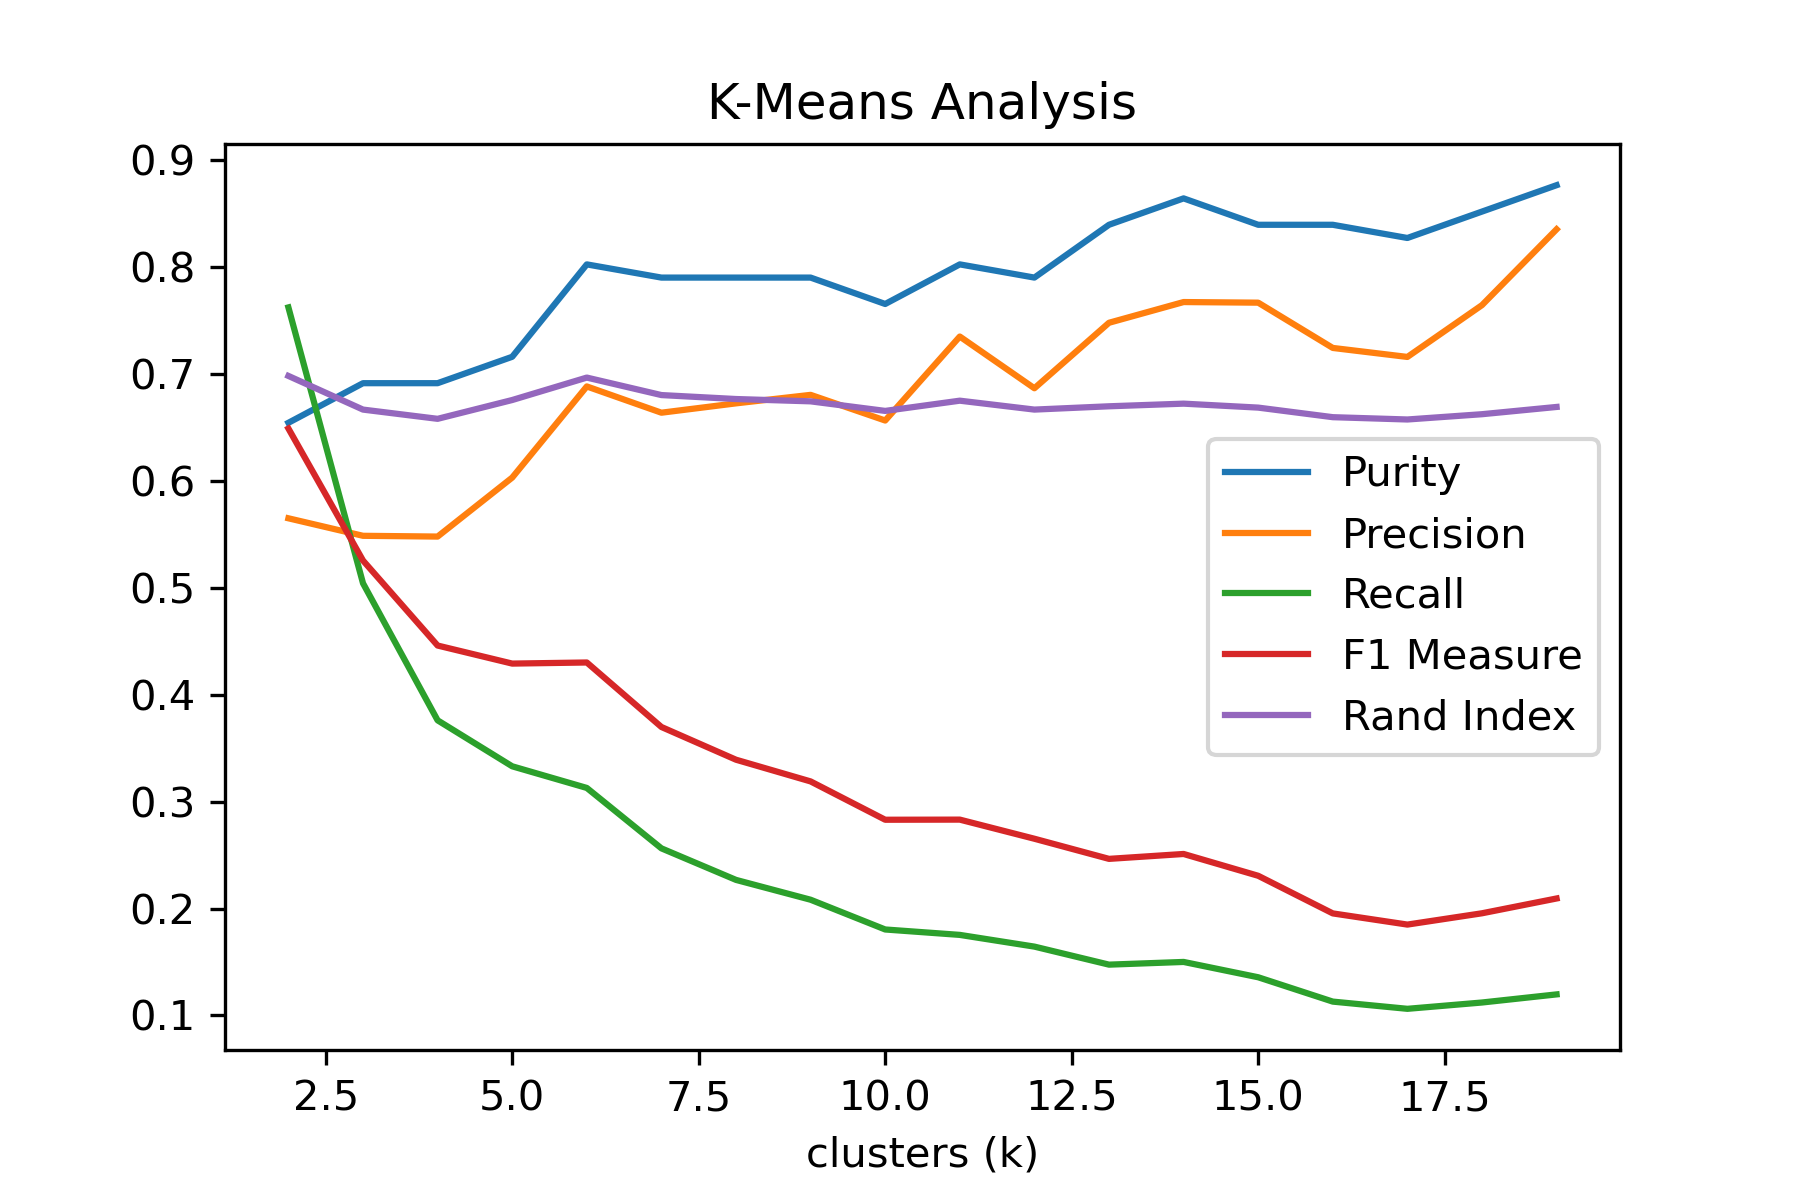 K-Means Analysis
0.9
0.8
0.7
0.6
0.5
0.4
0.3
0.2
0.1
Purity
Precision
Recall
F1 Measure
Rand Index
2.5 5.0 7.5 10.0 12.5 15.0 17.5
clusters (k)